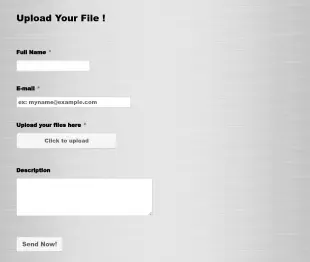 Upload Your File !
Full Name *
E-mail *
ex: myname@example.com
Upload your files here *
Click to upload
Description
Send Now!